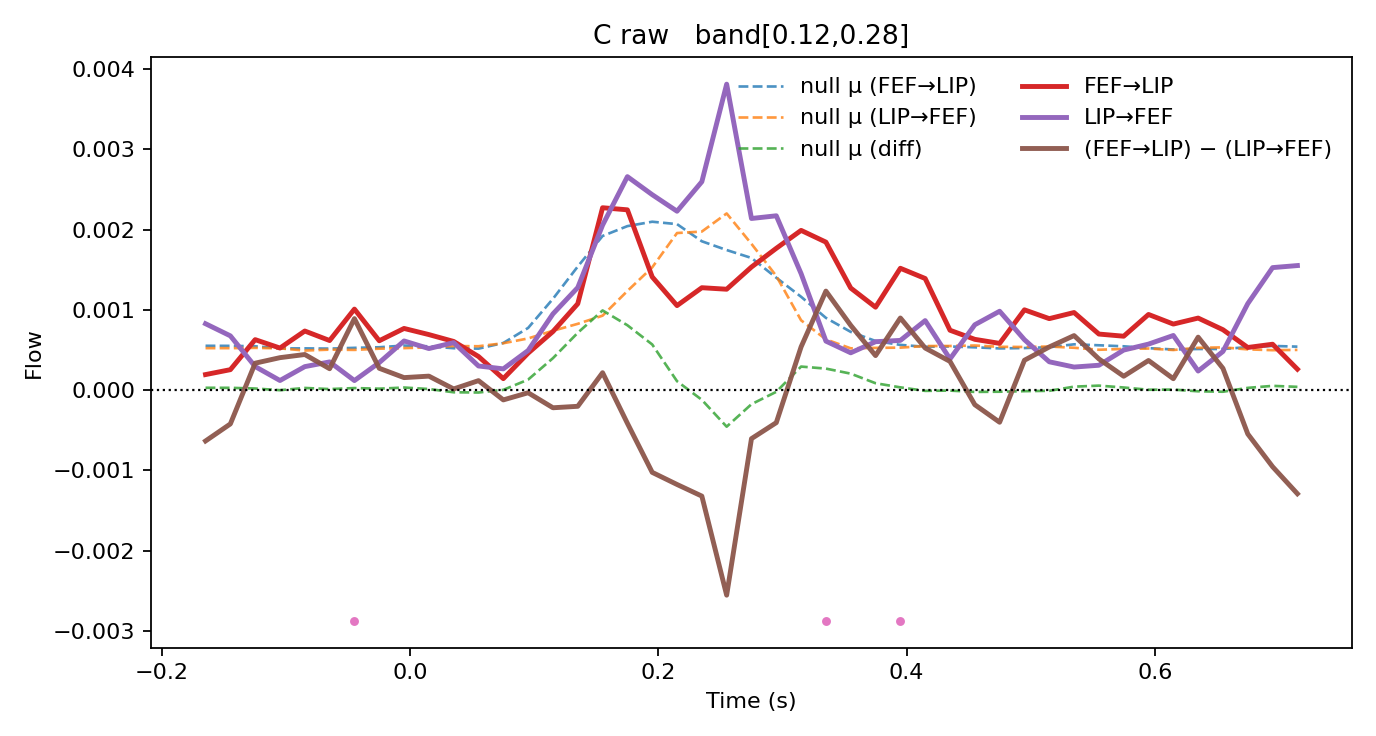 C raw   band[0.12,0.28]
null μ (FEF→LIP)
null μ (LIP→FEF)
null μ (diff)
FEF→LIP
LIP→FEF
(FEF→LIP) − (LIP→FEF)
Flow
0.004
0.003
0.002
0.001
0.000
−0.001
−0.002
−0.003
−0.2
0.0
0.2
0.4
0.6
Time (s)